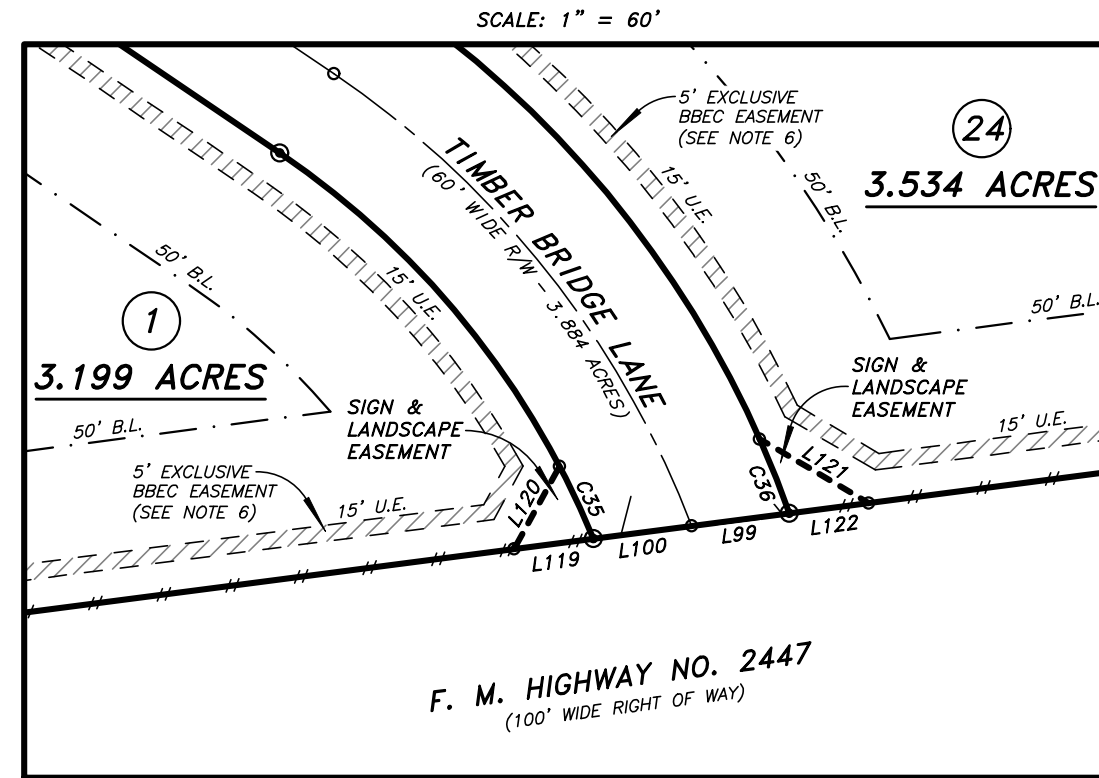 SCALE: 1" = 60'
5' EXCLUSIVE
BBEC EASEMENT
(SEE NOTE 6)
24
3.534 ACRES
TIMBER BRIDGE LANE
(60' WIDE R/W - 3.884 ACRES)
15' U.E.
50' B.L.
50' B.L.
15' U.E.
50' B.L.
1
3.199 ACRES
SIGN &
LANDSCAPE
EASEMENT
SIGN &
LANDSCAPE
EASEMENT
50' B.L.
15' U.E.
5' EXCLUSIVE
BBEC EASEMENT
(SEE NOTE 6)
15' U.E.
L120
C35
C36
L121
L119
L100
L99
L122
F. M. HIGHWAY NO. 2447
(100' WIDE RIGHT OF WAY)